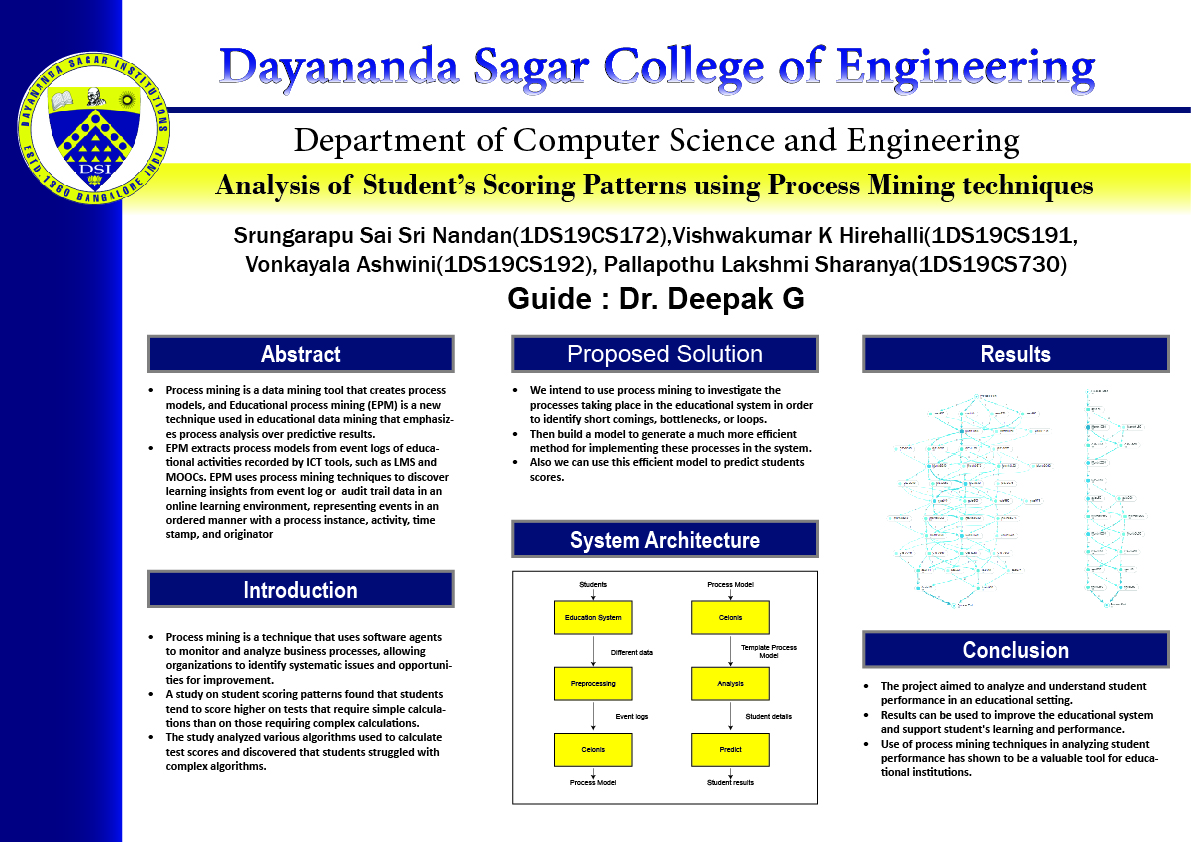 Dayananda Sagar College of Engineering
DAYANANDA SAGAR INSTITUTIONS
ESTD.1960 BANGALORE INDIA
DSI
Department of Computer Science and Engineering
Analysis of Student’s Scoring Patterns using Process Mining techniques
Srungarapu Sai Sri Nandan(1DS19CS172),Vishwakumar K Hirehalli(1DS19CS191,
Vonkayala Ashwini(1DS19CS192), Pallapothu Lakshmi Sharanya(1DS19CS730)
Guide : Dr. Deepak G
Abstract
• Process mining is a data mining tool that creates process
models, and Educational process mining (EPM) is a new
technique used in educational data mining that emphasiz-
es process analysis over predictive results.
• EPM extracts process models from event logs of educa-
tional activities recorded by ICT tools, such as LMS and
MOOCs. EPM uses process mining techniques to discover
learning insights from event log or audit trail data in an
online learning environment, representing events in an
ordered manner with a process instance, activity, time
stamp, and originator
Introduction
• Process mining is a technique that uses software agents
to monitor and analyze business processes, allowing
organizations to identify systematic issues and opportuni-
ties for improvement.
• A study on student scoring patterns found that students
tend to score higher on tests that require simple calcula-
tions than on those requiring complex calculations.
• The study analyzed various algorithms used to calculate
test scores and discovered that students struggled with
complex algorithms.
Proposed Solution
• We intend to use process mining to investigate the
processes taking place in the educational system in order
to identify short comings, bottlenecks, or loops.
• Then build a model to generate a much more efficient
method for implementing these processes in the system.
• Also we can use this efficient model to predict students
scores.
System Architecture
Students
Education System
Different data
Preprocessing
Event logs
Celonis
Process Model
Process Model
Celonis
Template Process
Model
Analysis
Student details
Predict
Student results
Results
Conclusion
• The project aimed to analyze and understand student
performance in an educational setting.
• Results can be used to improve the educational system
and support student's learning and performance.
• Use of process mining techniques in analyzing student
performance has shown to be a valuable tool for educa-
tional institutions.